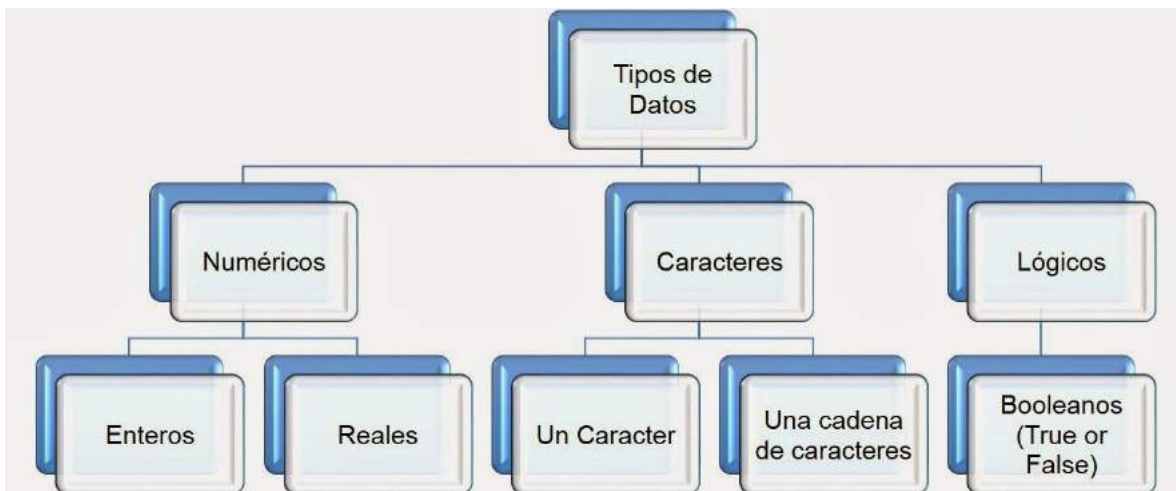 Tipos de
Datos
Numéricos
Caracteres
Lógicos
Enteros
Reales
Un Caracter
Una cadena
de caracteres
Booleanos
(True or
False)